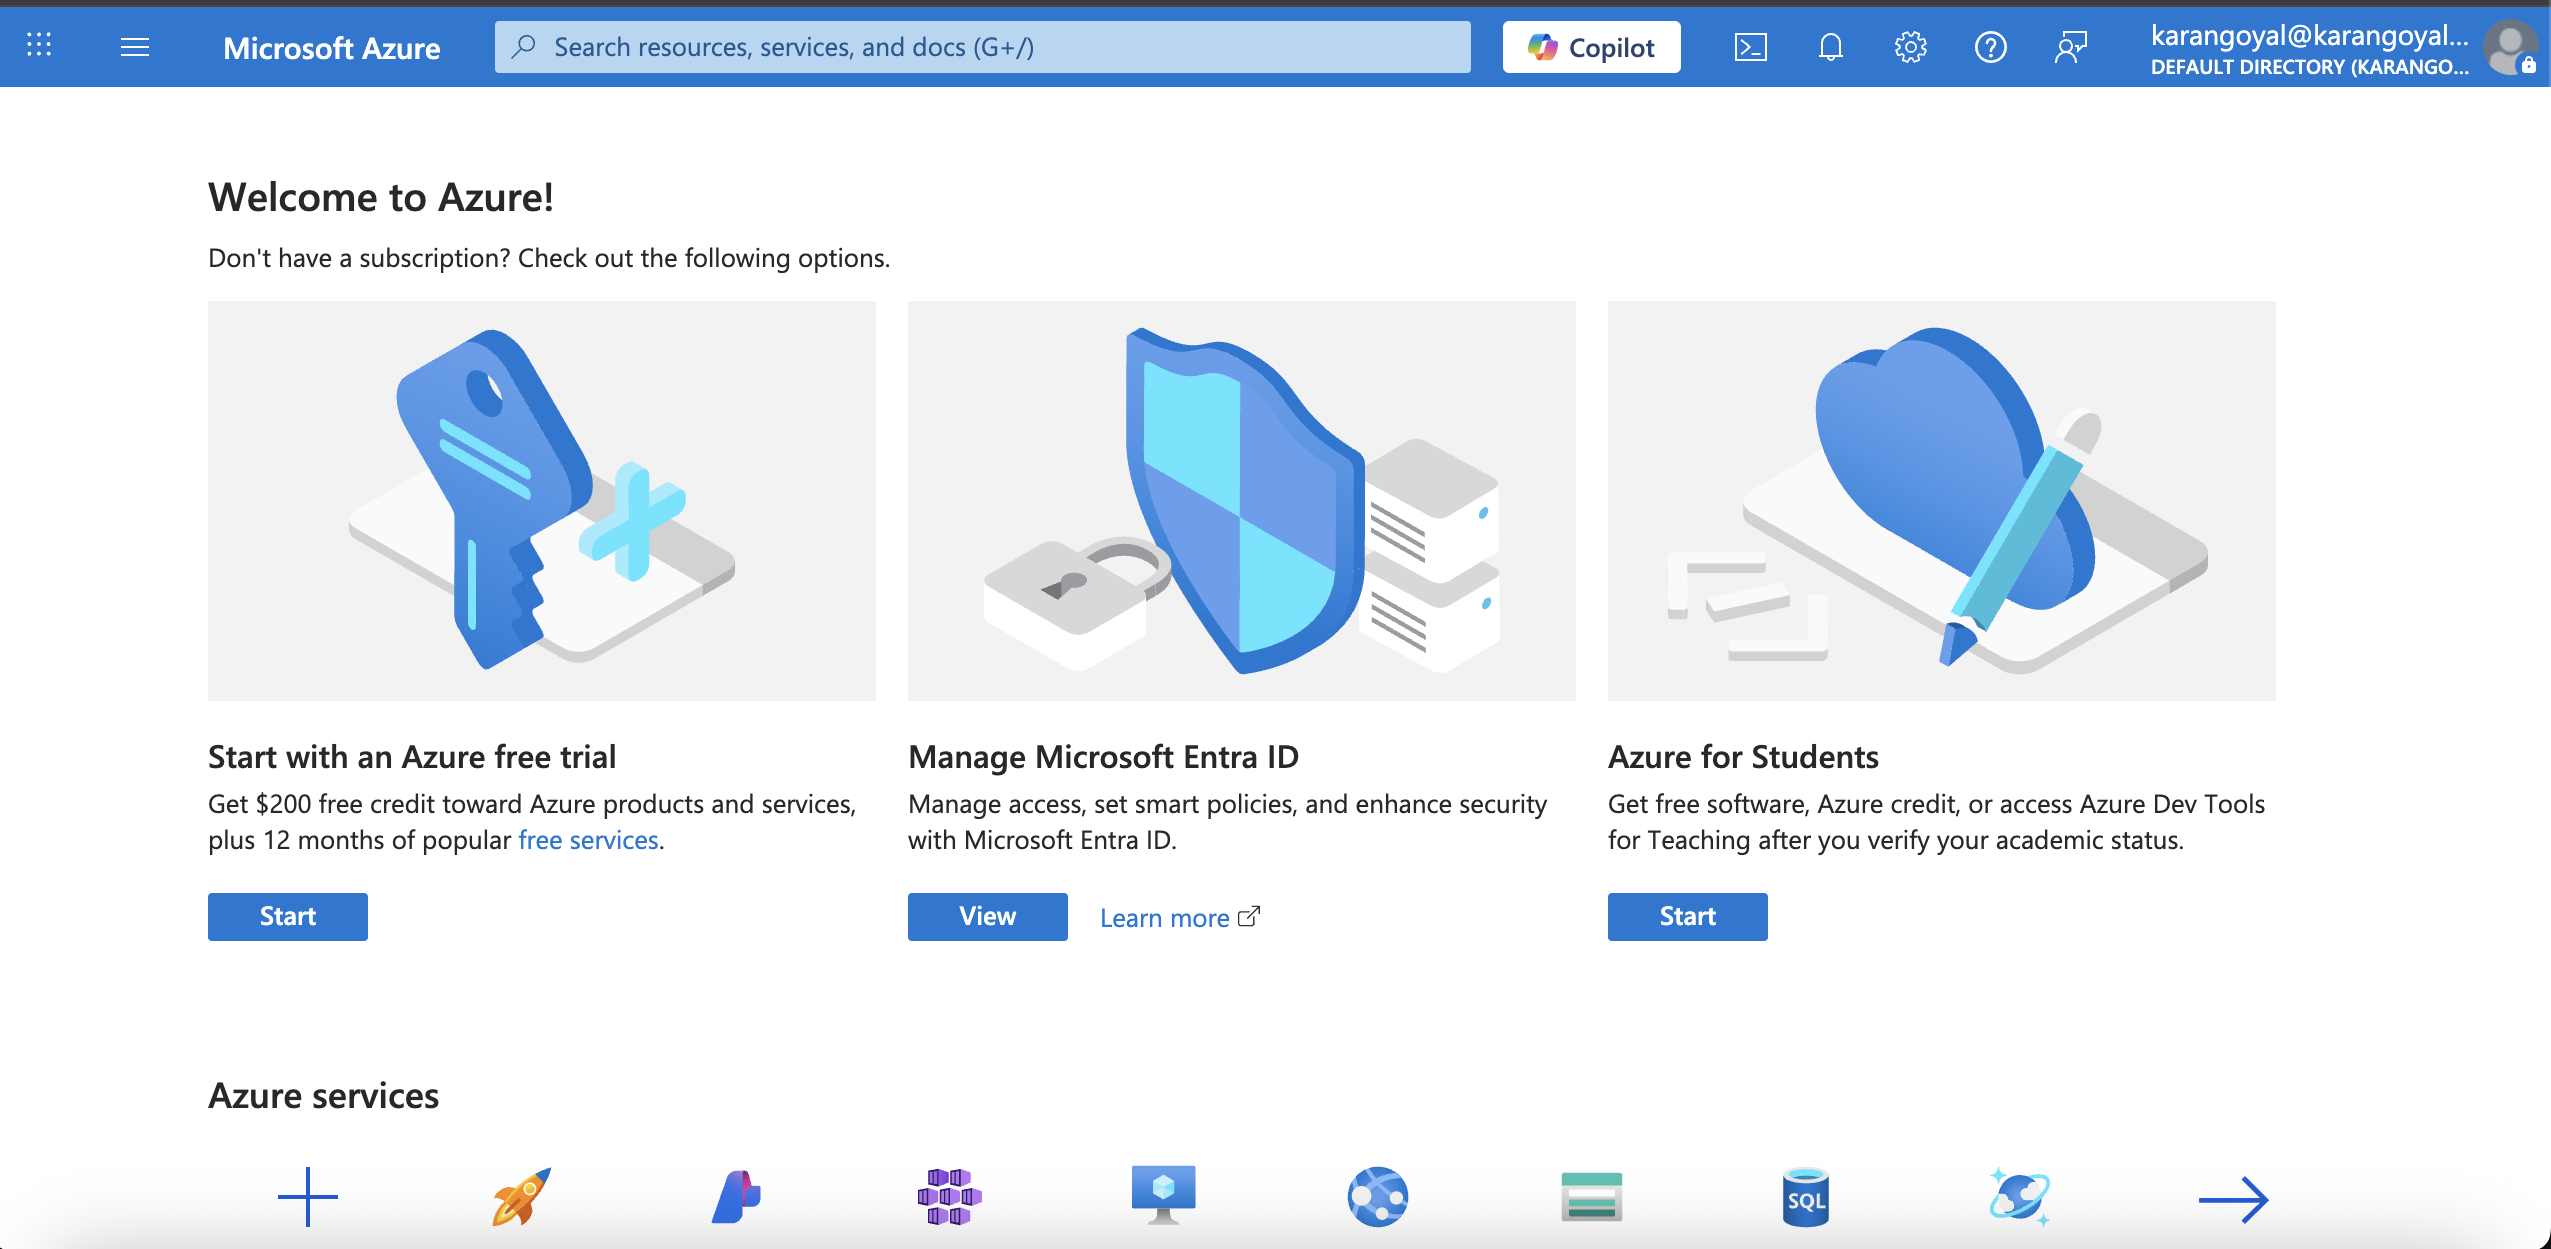 Microsoft Azure
Search resources, services, and docs (G+/)
Copilot
karangoyal@karangoyal...
DEFAULT DIRECTORY (KARANGO...
Welcome to Azure!
Don't have a subscription? Check out the following options.
Start with an Azure free trial
Get $200 free credit toward Azure products and services,
plus 12 months of popular free services.
Start
Manage Microsoft Entra ID
Manage access, set smart policies, and enhance security
with Microsoft Entra ID.
View
Learn more
Azure for Students
Get free software, Azure credit, or access Azure Dev Tools
for Teaching after you verify your academic status.
Start
Azure services
SQL